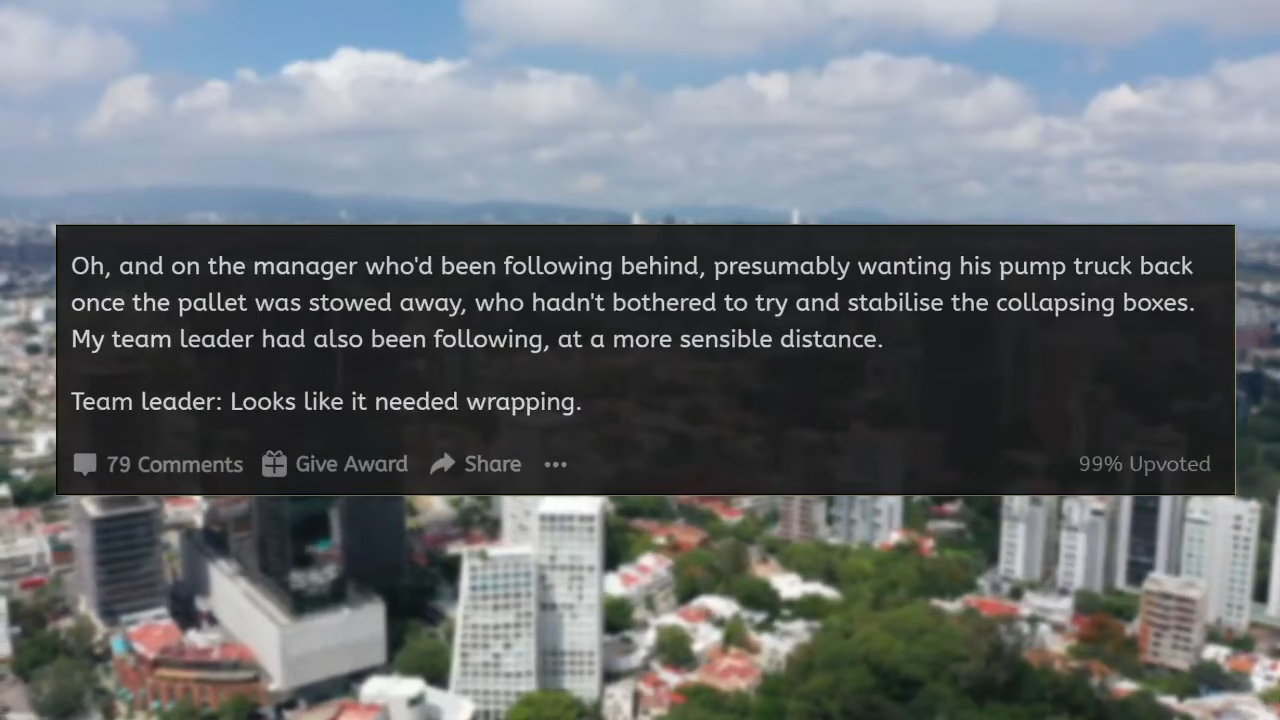 Oh, and on the manager who'd been following behind, presumably wanting his pump truck back
once the pallet was stowed away, who hadn't bothered to try and stabilise the collapsing boxes.
My team leader had also been following, at a more sensible distance.
Team leader: Looks like it needed wrapping.
79 Comments Give Award Share ••• 99% Upvoted